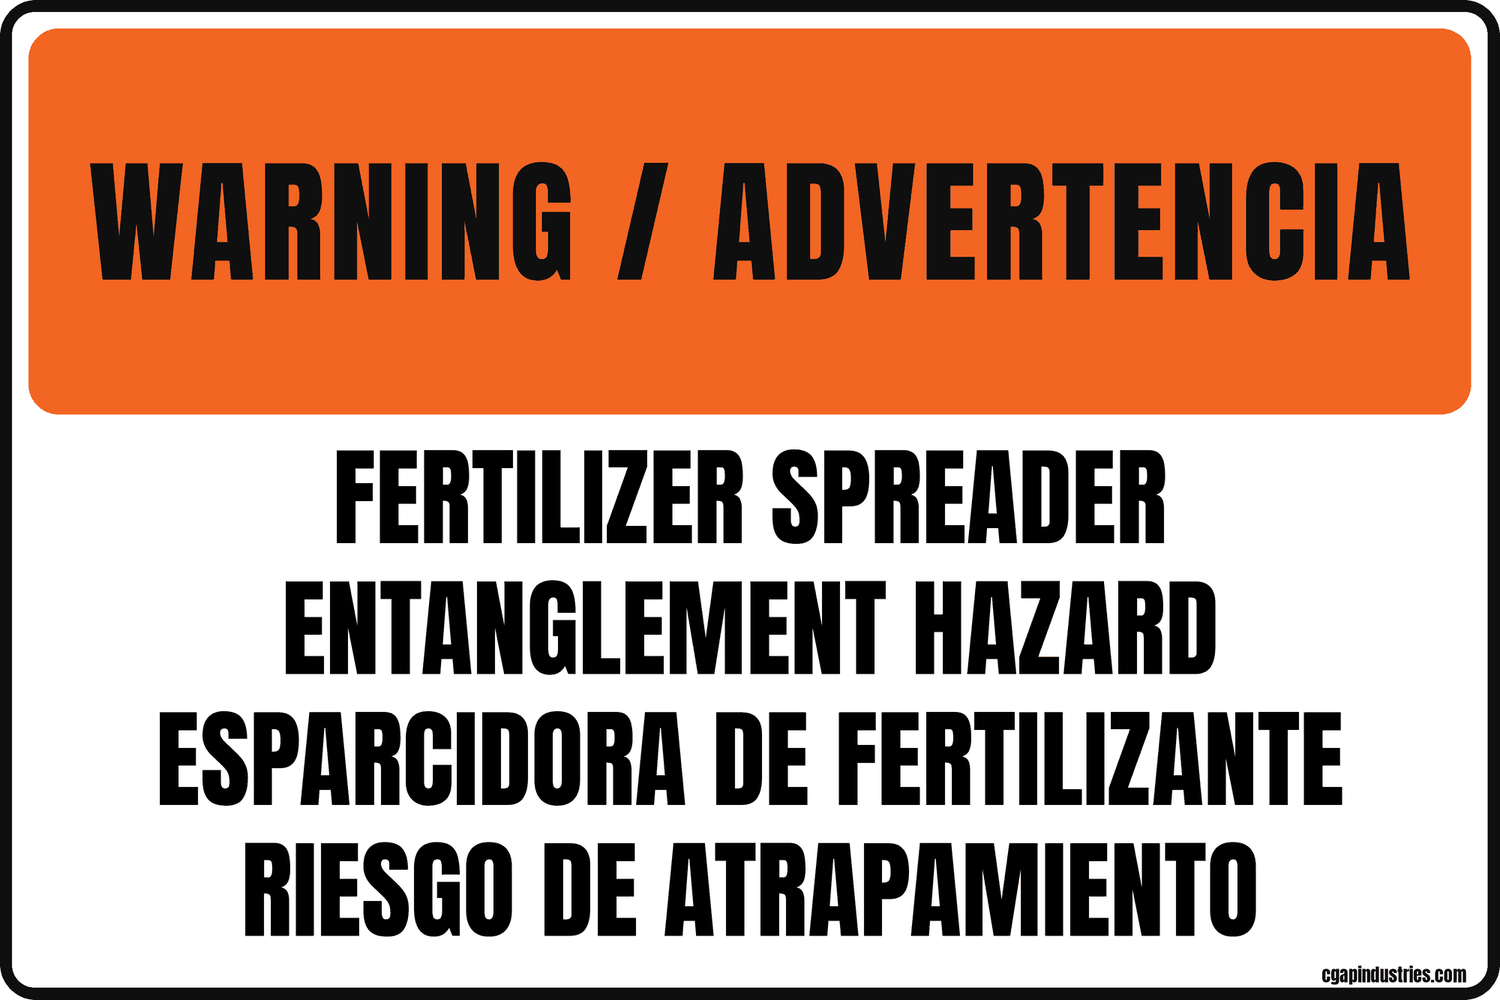 WARNING / ADVERTENCIA
FERTILIZER SPREADER
ENTANGLEMENT HAZARD
ESPARCIDORA DE FERTILIZANTE
RIESGO DE ATRAPAMIENTO
cgapindustries.com